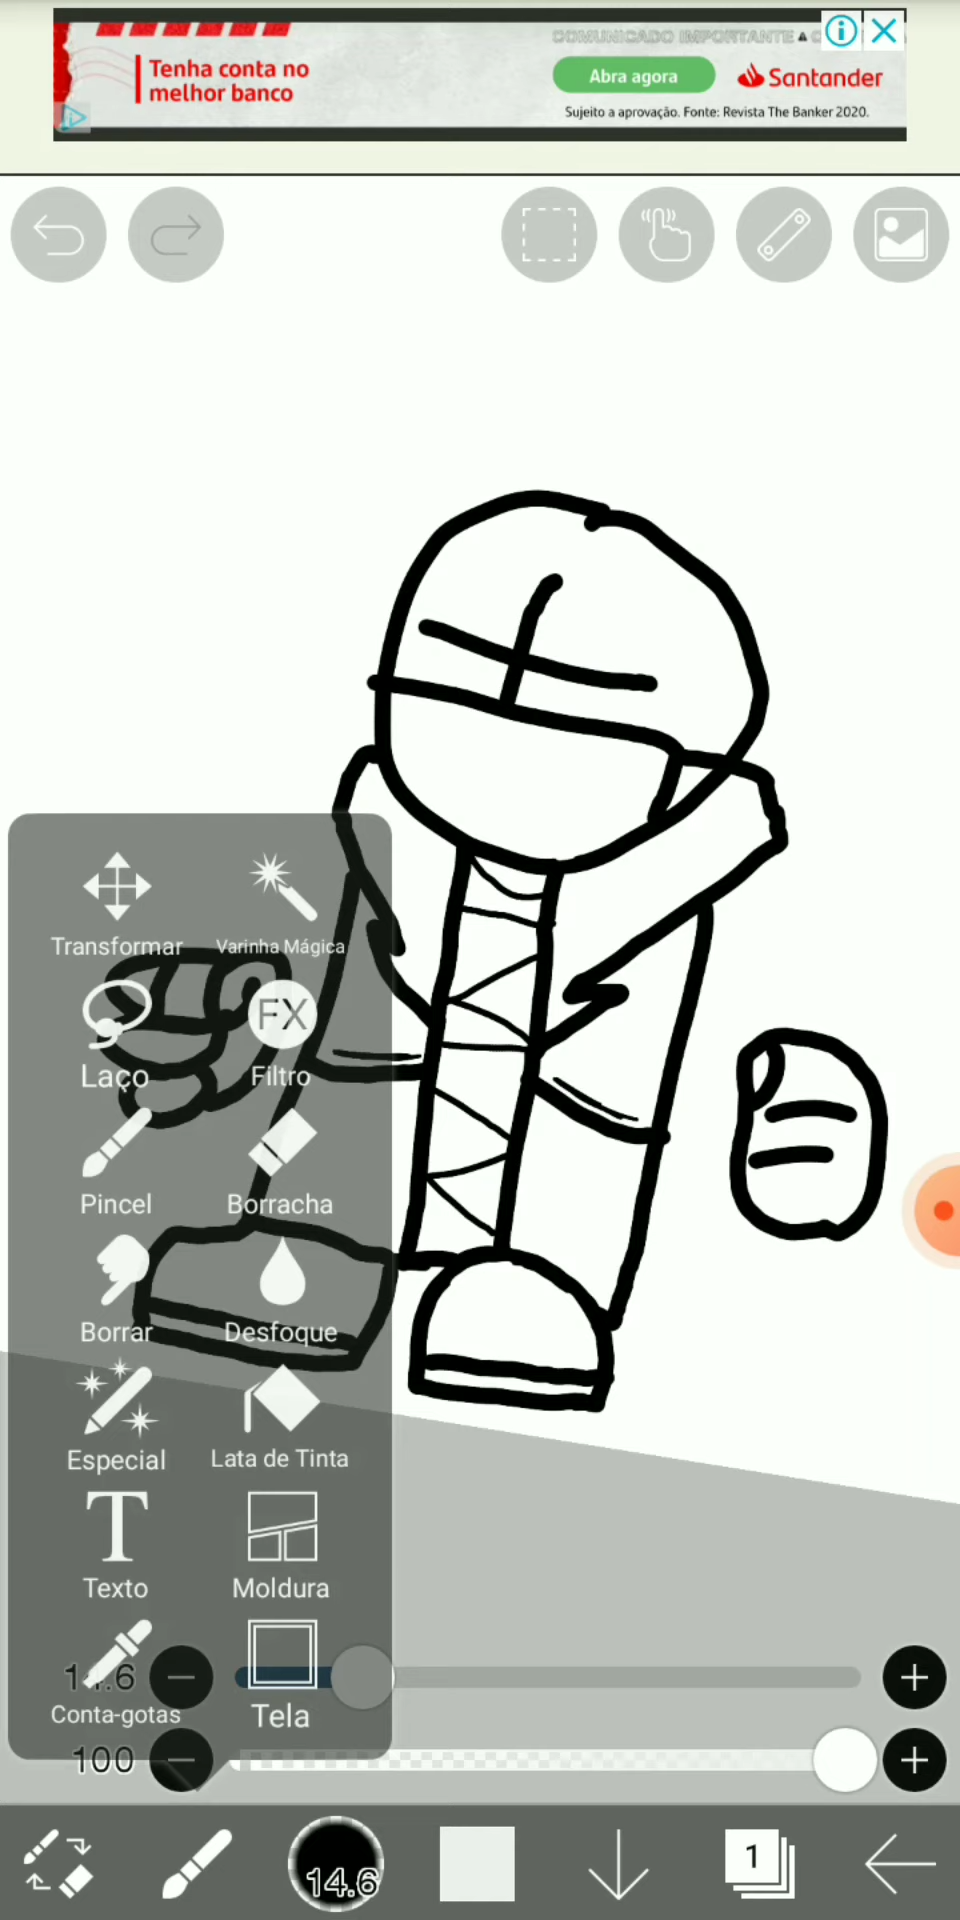 COMUNICADO IMPORTANTE
Tenha conta no
melhor banco
Abra agora
Santander
Sujeito a aprovação. Fonte: Revista The Banker 2020.
Transformar
Varinha Mágica
FX
Laço
Filtro
Pincel
Borracha
Borrar
Desfoque
Especial
Lata de Tinta
T
Texto
Moldura
14.6
Conta-gotas
Tela
100
14.6
1